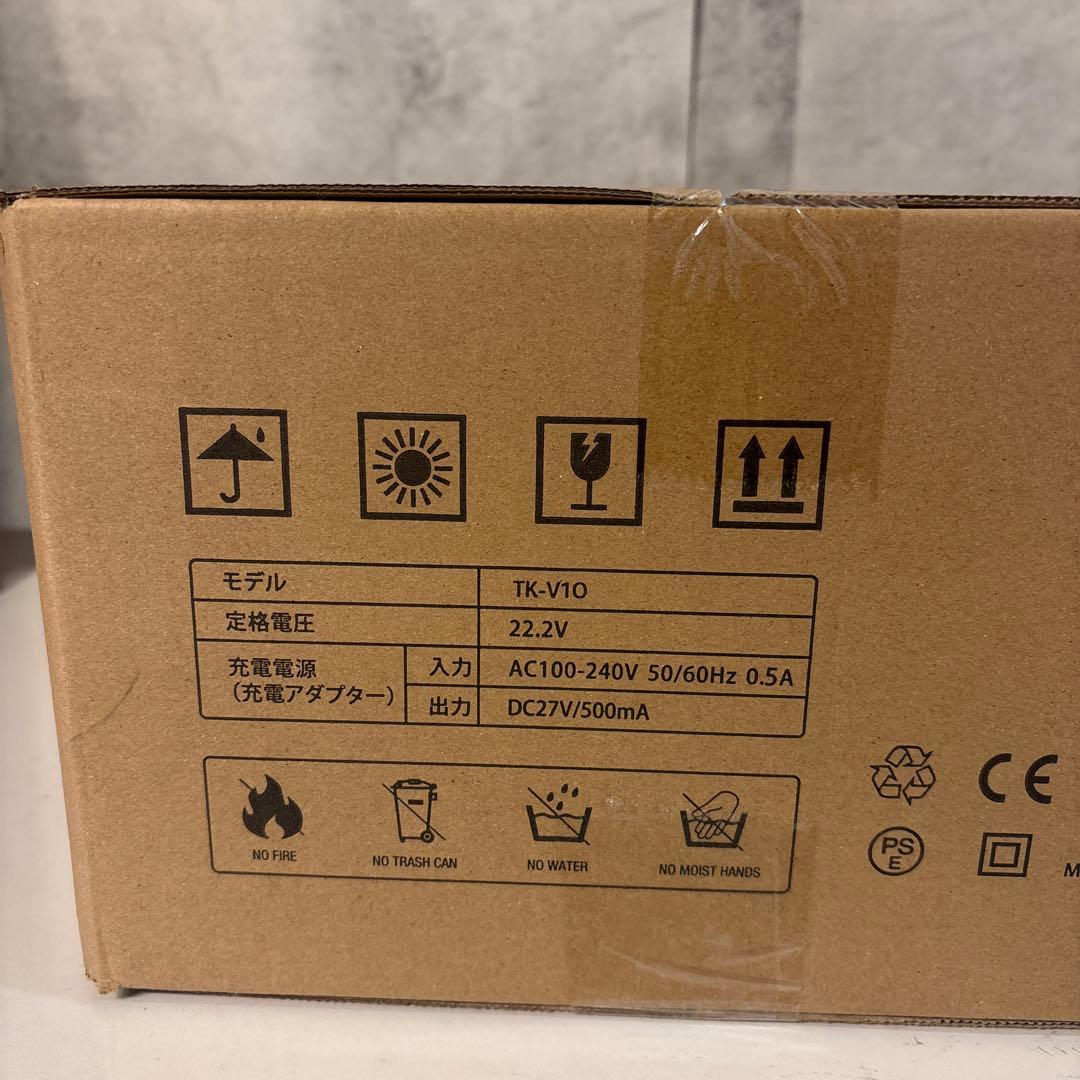 モデル TK-V10
定格電圧 22.2V
充電電源
（充電アダプター）
入力 AC100-240V 50/60Hz 0.5A
出力 DC27V/500mA
NO FIRE NO TRASH CAN NO WATER NO MOIST HANDS
CE
PS
E
M